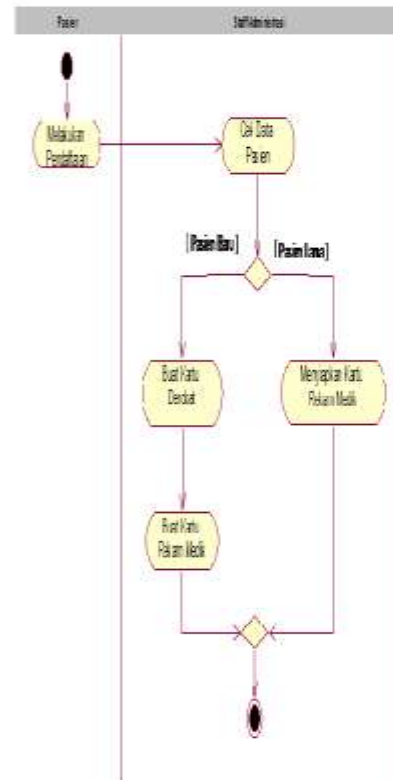 Pasien
Staff Administrasi
Melakukan
Pendaftaran
Cek Data
Pasien
[Pasien Baru]
[Pasien lama]
Buat Kartu
Berobat
Menyiapkan Kartu
Rekam Medik
Buat Kartu
Rekam Medik